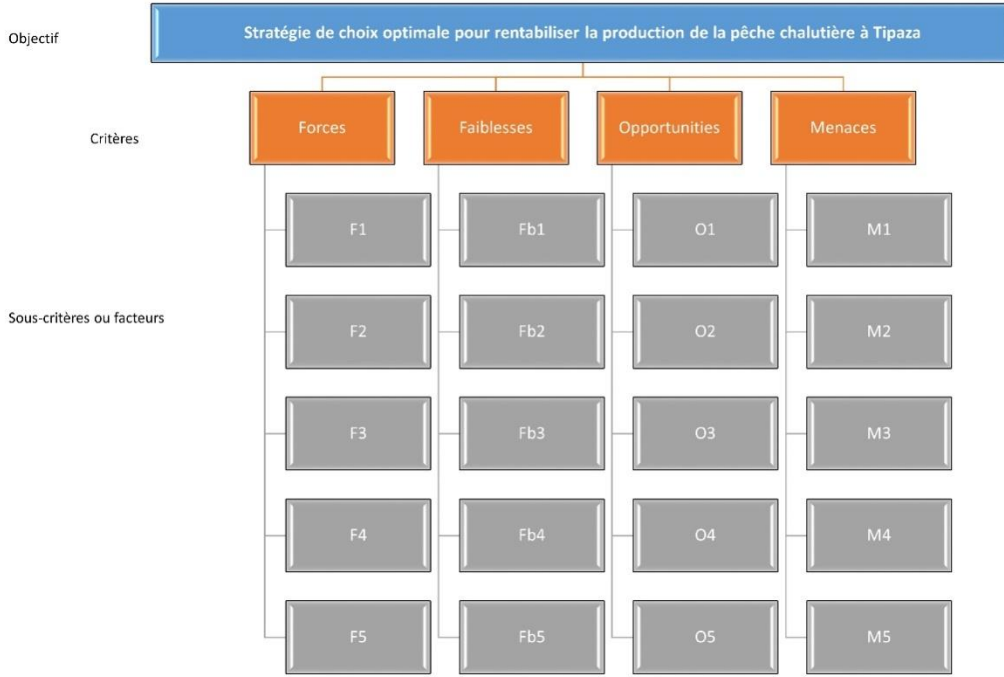 Objectif
Stratégie de choix optimale pour rentabiliser la production de la pêche chalutière à Tipaza
Critères
Forces
Faiblesses
Opportunities
Menaces
Sous-critères ou facteurs
F1
Fb1
O1
M1
F2
Fb2
O2
M2
F3
Fb3
O3
M3
F4
Fb4
O4
M4
F5
Fb5
O5
M5